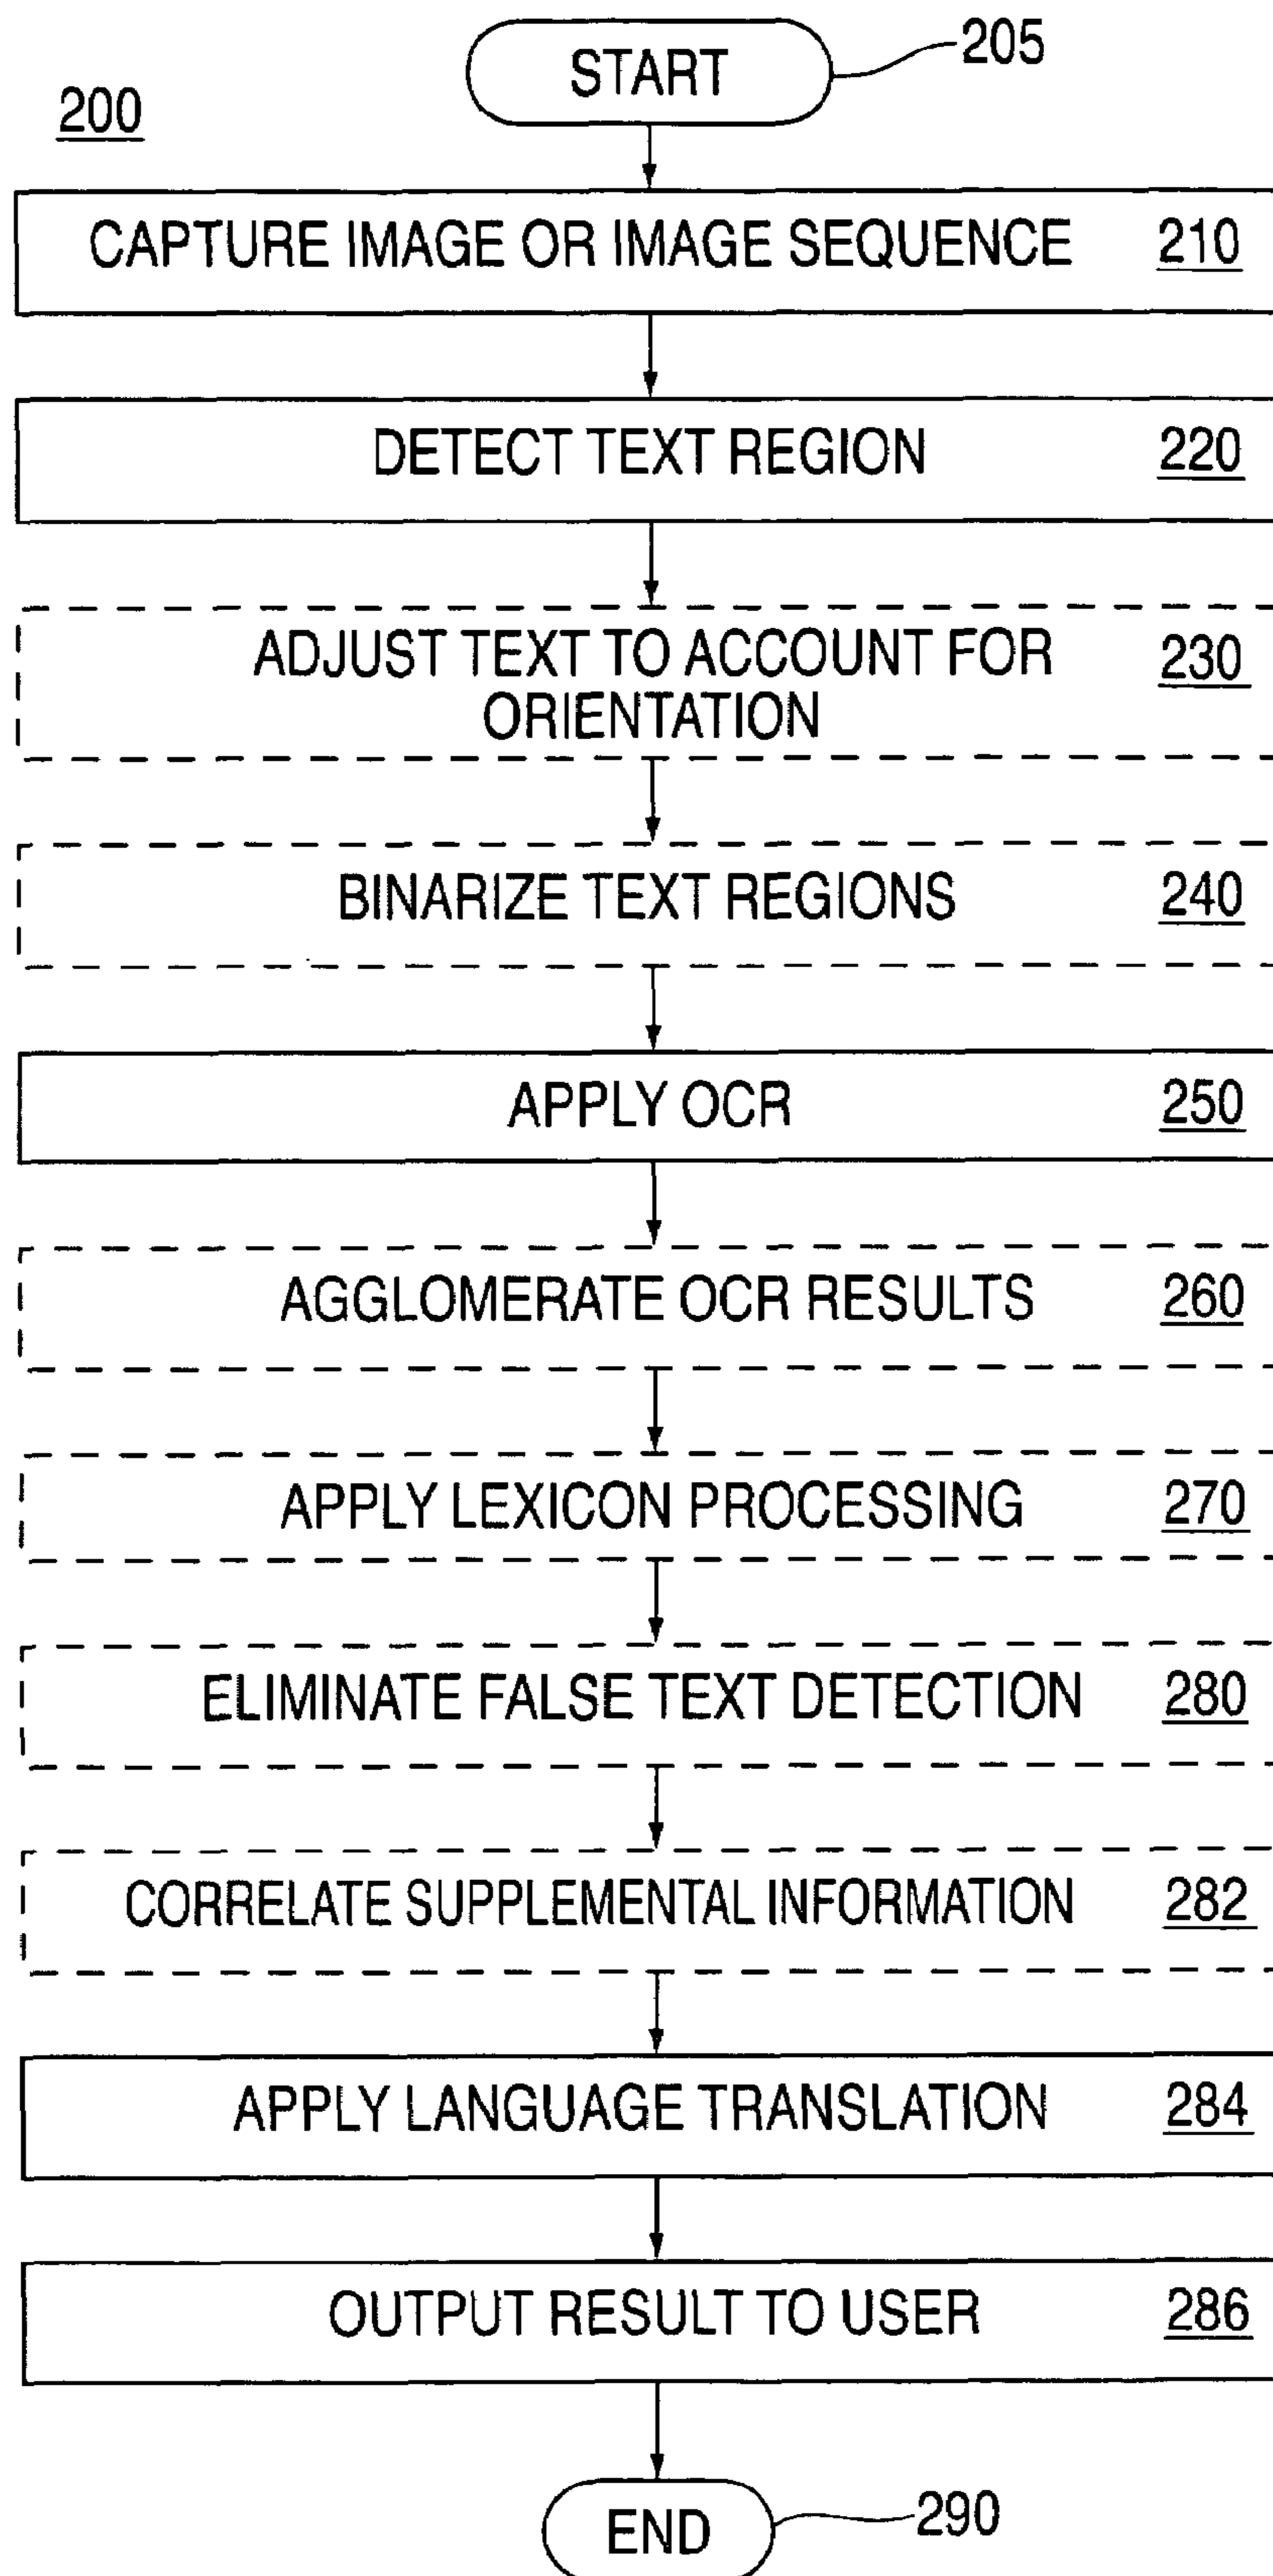 START 205
200
CAPTURE IMAGE OR IMAGE SEQUENCE 210
DETECT TEXT REGION 220
ADJUST TEXT TO ACCOUNT FOR 230
ORIENTATION
BINARIZE TEXT REGIONS 240
APPLY OCR 250
AGGLOMERATE OCR RESULTS 260
APPLY LEXICON PROCESSING 270
ELIMINATE FALSE TEXT DETECTION 280
CORRELATE SUPPLEMENTAL INFORMATION 282
APPLY LANGUAGE TRANSLATION 284
OUTPUT RESULT TO USER 286
END 290